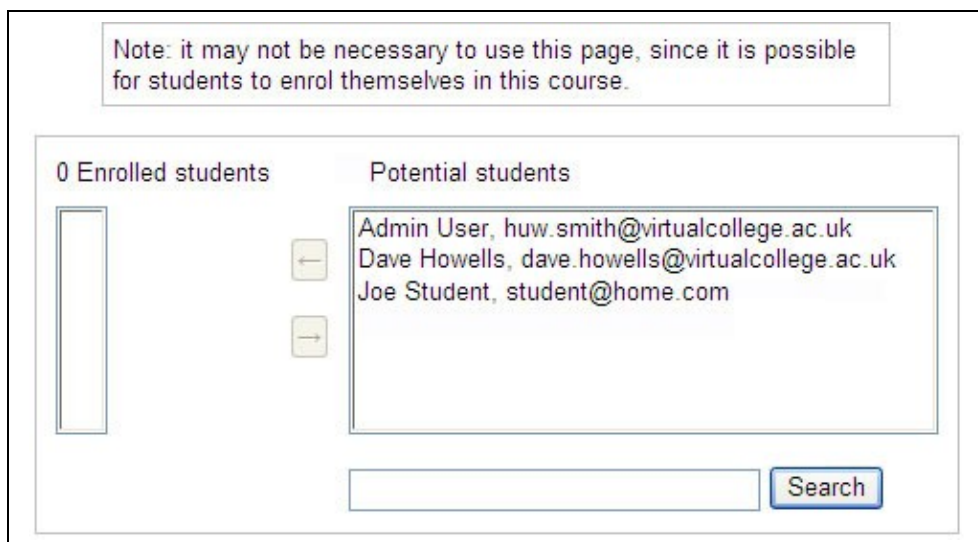 Note: it may not be necessary to use this page, since it is possible
for students to enrol themselves in this course.
0 Enrolled students
Potential students
Admin User, huw.smith@virtualcollege.ac.uk
Dave Howells, dave.howells@virtualcollege.ac.uk
Joe Student, student@home.com
←
→
Search